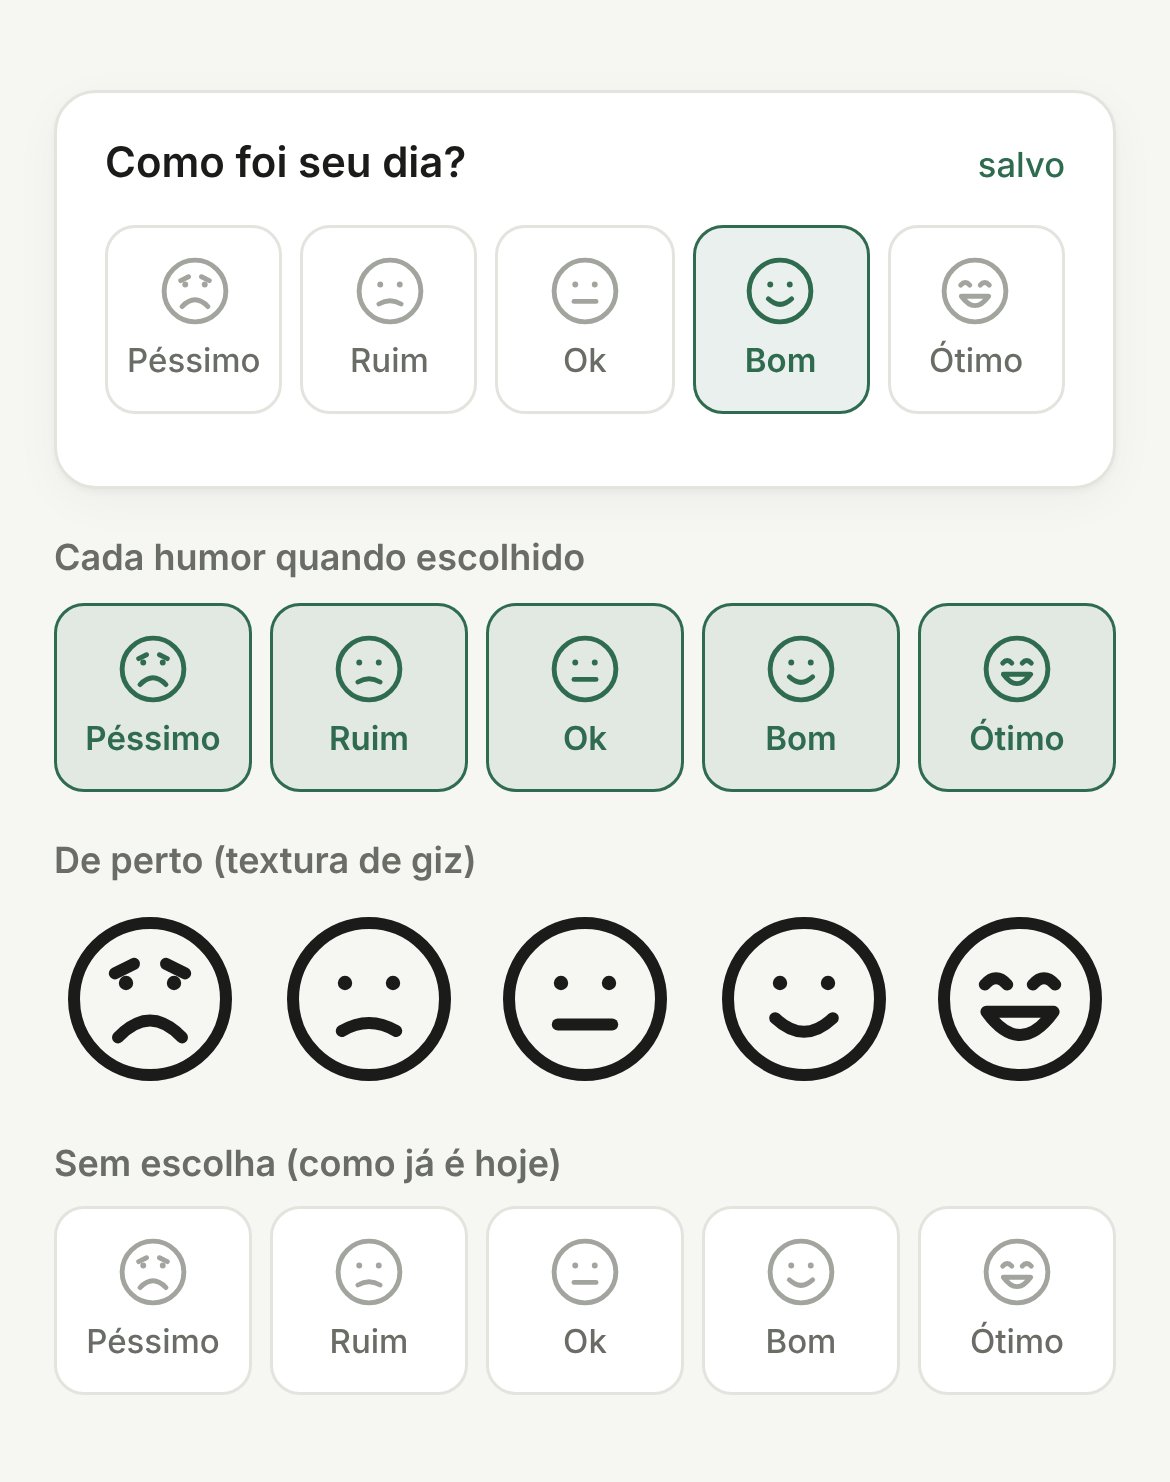 Como foi seu dia?
salvo
Péssimo Ruim Ok Bom Ótimo
Cada humor quando escolhido
Péssimo Ruim Ok Bom Ótimo
De perto (textura de giz)
Sem escolha (como já é hoje)
Péssimo Ruim Ok Bom Ótimo